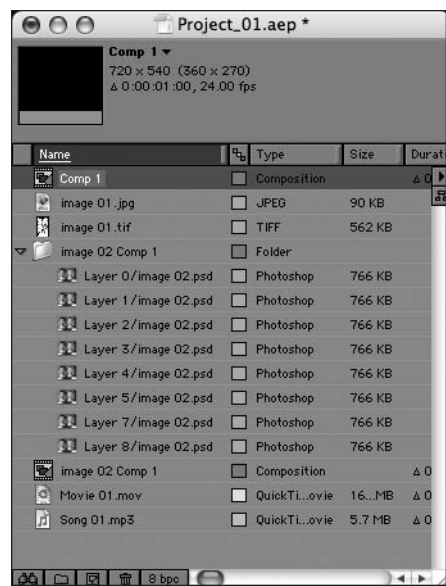 Project_01.aep *
Comp 1
720 x 540 (360 x 270)
Δ 0:00:01:00, 24.00 fps
Name Type Size Durati
Comp 1 Composition Δ 0
image 01.jpg JPEG 90 KB
image 01.tif TIFF 562 KB
image 02 Comp 1 Folder
Layer 0/image 02.psd Photoshop 766 KB
Layer 1/image 02.psd Photoshop 766 KB
Layer 2/image 02.psd Photoshop 766 KB
Layer 3/image 02.psd Photoshop 766 KB
Layer 4/image 02.psd Photoshop 766 KB
Layer 5/image 02.psd Photoshop 766 KB
Layer 7/image 02.psd Photoshop 766 KB
Layer 8/image 02.psd Photoshop 766 KB
image 02 Comp 1 Composition Δ 0
Movie 01.mov QuickTi...ovie 16...MB Δ 0
Song 01.mp3 QuickTi...ovie 5.7 MB Δ 0
8 bpc